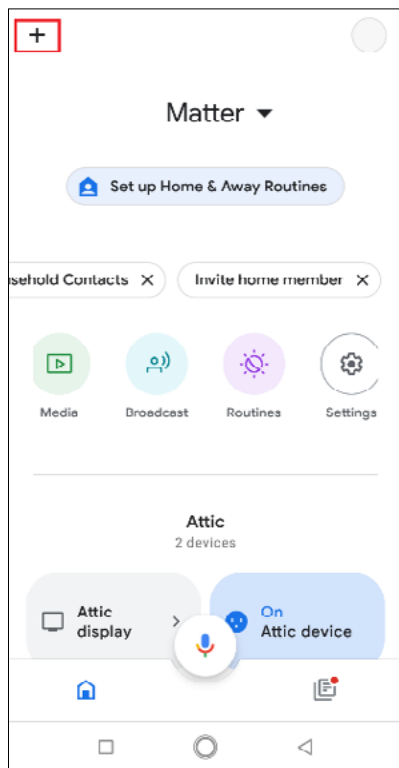 +
Matter
Set up Home & Away Routines
sehold Contacts X
Invite home member X
Media Broadcast Routines Settings
Attic
2 devices
Attic
display
On
Attic device